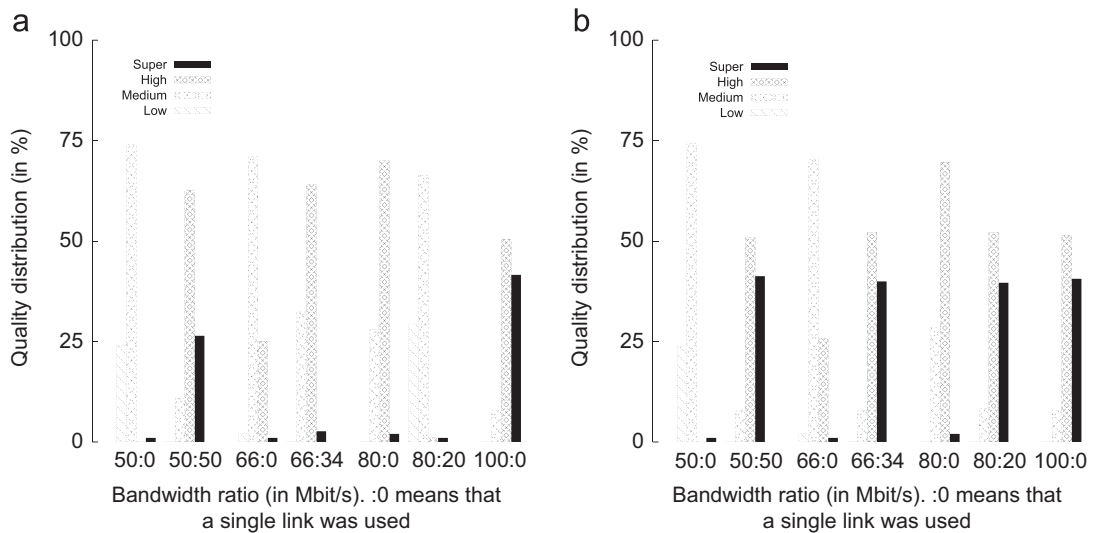 a
100
75
50
25
0
Quality distribution (in %)
Super
High
Medium
Low
50:0 50:50 66:0 66:34 80:0 80:20 100:0
Bandwidth ratio (in Mbit/s). :0 means that
a single link was used
b
100
75
50
25
0
Quality distribution (in %)
Super
High
Medium
Low
50:0 50:50 66:0 66:34 80:0 80:20 100:0
Bandwidth ratio (in Mbit/s). :0 means that
a single link was used